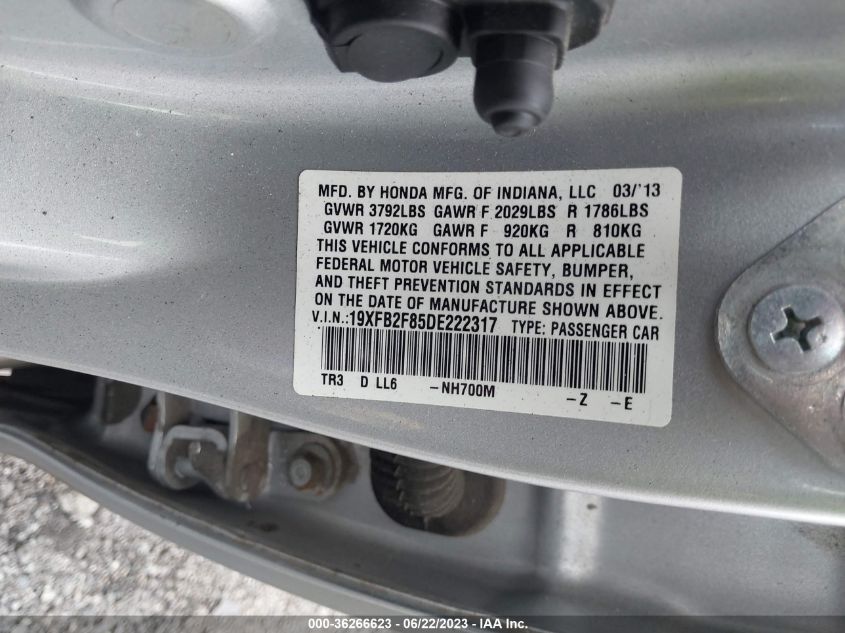 MFD. BY HONDA MFG. OF INDIANA, LLC 03/'13
GVWR 3792LBS GAWR F 2029LBS R 1786LBS
GVWR 1720KG GAWR F 920KG R 810KG
THIS VEHICLE CONFORMS TO ALL APPLICABLE
FEDERAL MOTOR VEHICLE SAFETY, BUMPER,
AND THEFT PREVENTION STANDARDS IN EFFECT
ON THE DATE OF MANUFACTURE SHOWN ABOVE.
V.I.N.:19XFB2F85DE222317 TYPE: PASSENGER CAR
TR3 D LL6 -NH700M -Z -E
000-36266623 - 06/22/2023 - Copyright © IAA, Inc.